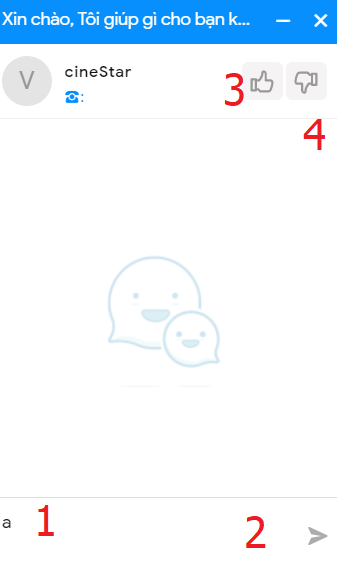 Xin chào, Tôi giúp gì cho bạn k...
V
cineStar
:
3
4
a
1
2